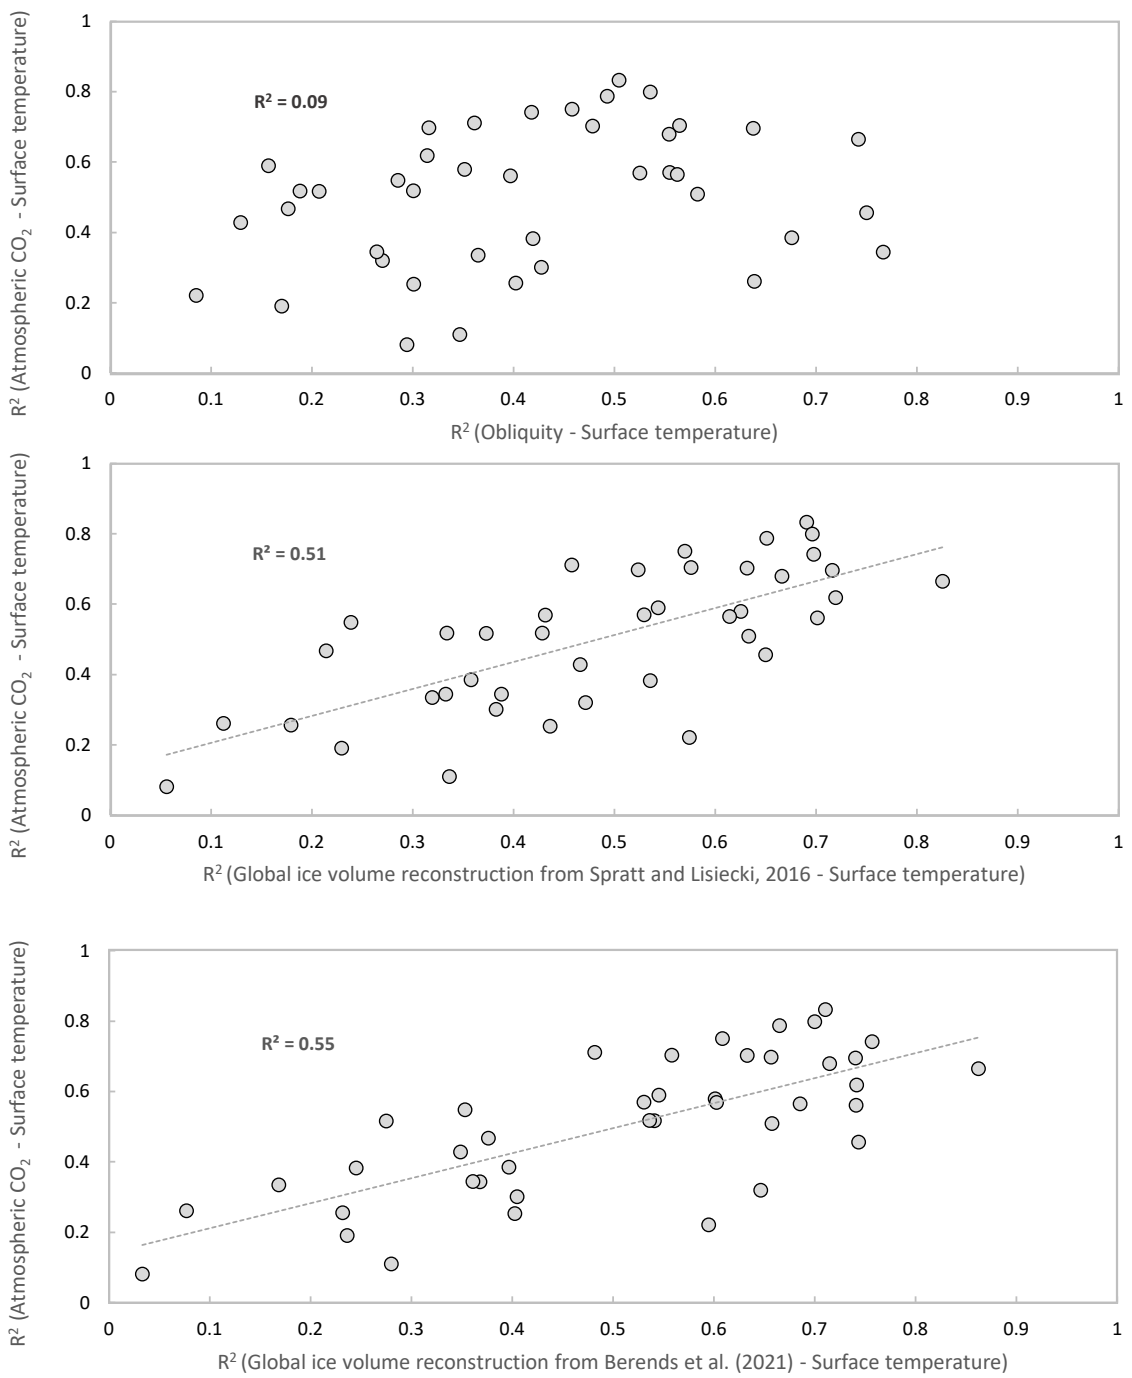 R² (Atmospheric CO₂ - Surface temperature)
1
0.8
0.6
0.4
0.2
0
R² = 0.09
0 0.1 0.2 0.3 0.4 0.5 0.6 0.7 0.8 0.9 1
R² (Obliquity - Surface temperature)
R² (Atmospheric CO₂ - Surface temperature)
1
0.8
0.6
0.4
0.2
0
R² = 0.51
0 0.1 0.2 0.3 0.4 0.5 0.6 0.7 0.8 0.9 1
R² (Global ice volume reconstruction from Spratt and Lisiecki, 2016 - Surface temperature)
R² (Atmospheric CO₂ - Surface temperature)
1
0.8
0.6
0.4
0.2
0
R² = 0.55
0 0.1 0.2 0.3 0.4 0.5 0.6 0.7 0.8 0.9 1
R² (Global ice volume reconstruction from Berends et al. (2021) - Surface temperature)